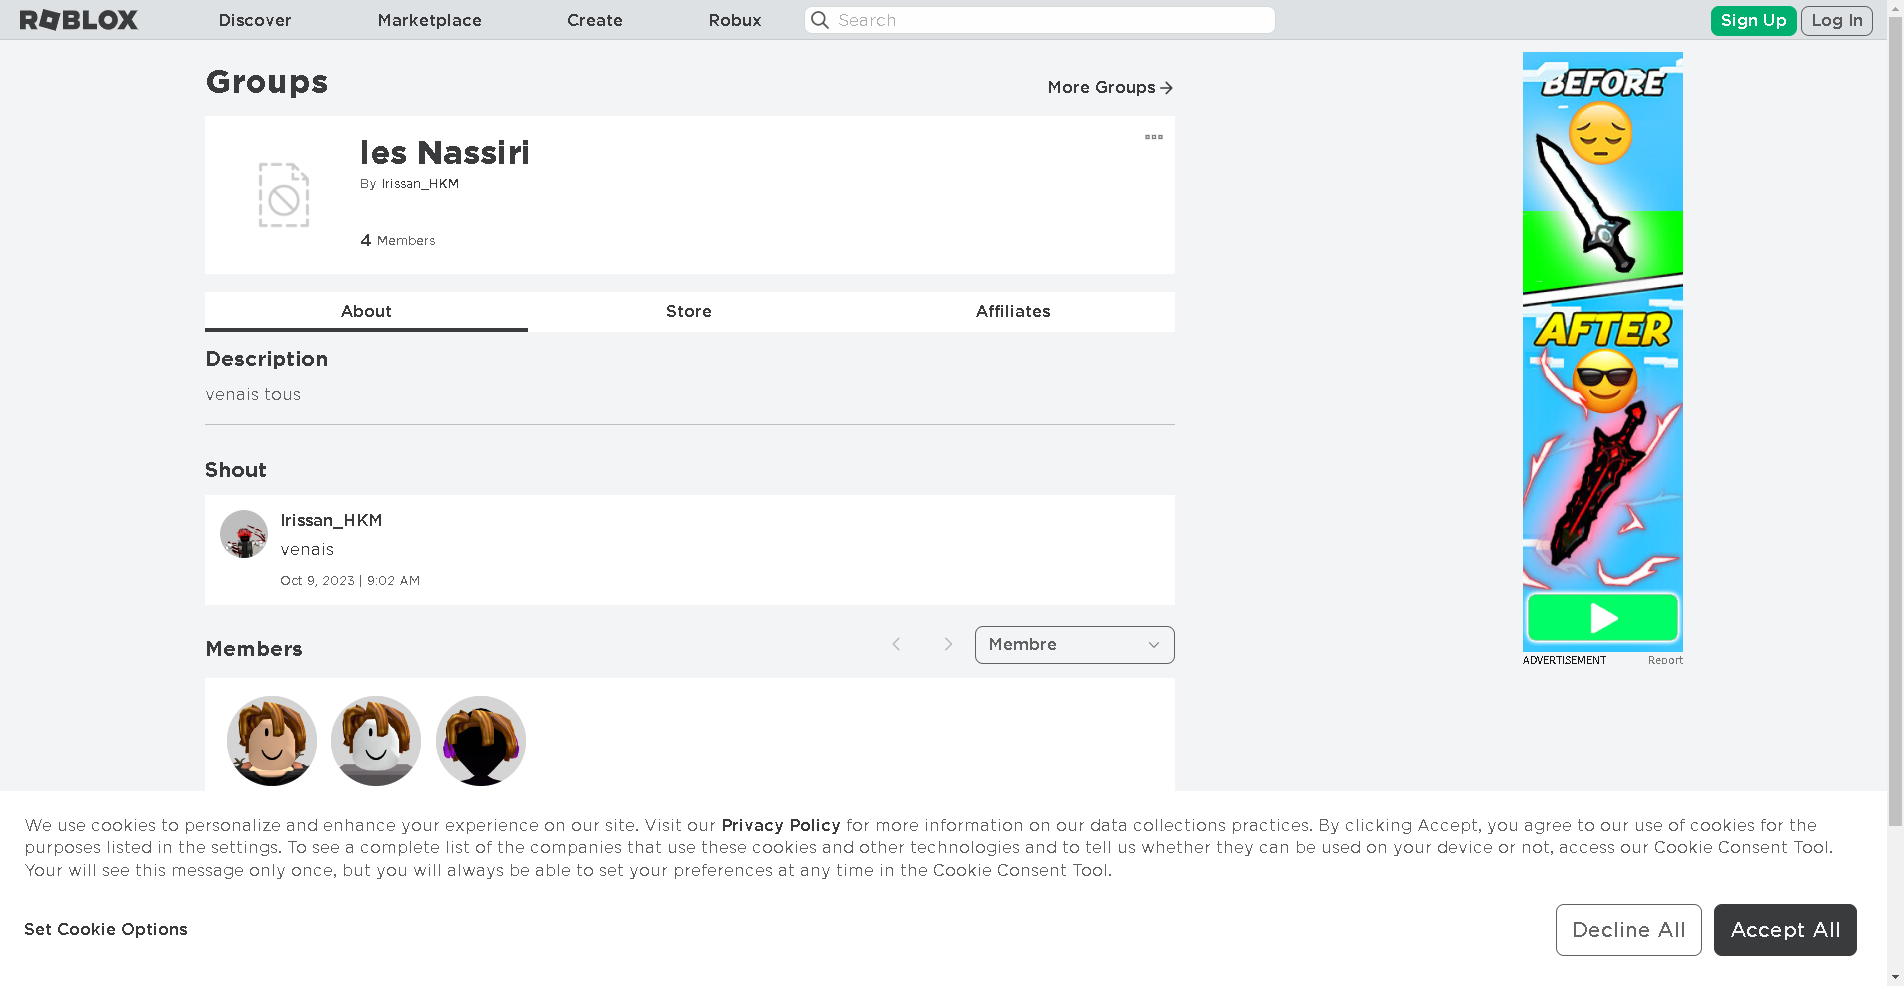 ROBLOX Discover Marketplace Create Robux Search Sign Up Log In
Groups
More Groups
les Nassiri
By Irissan_HKM
4 Members
About Store Affiliates
Description
venais tous
Shout
Irissan_HKM
venais
Oct 9, 2023 | 9:02 AM
Members
Membre
BEFORE
AFTER
ADVERTISEMENT Report
We use cookies to personalize and enhance your experience on our site. Visit our Privacy Policy for more information on our data collections practices. By clicking Accept, you agree to our use of cookies for the
purposes listed in the settings. To see a complete list of the companies that use these cookies and other technologies and to tell us whether they can be used on your device or not, access our Cookie Consent Tool.
Your will see this message only once, but you will always be able to set your preferences at any time in the Cookie Consent Tool.
Set Cookie Options
Decline All
Accept All